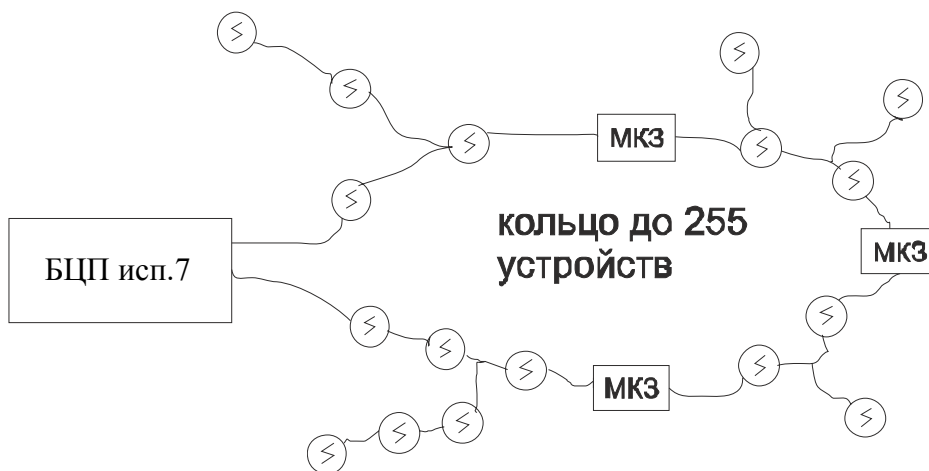 МКЗ
кольцо до 255
устройств
МКЗ
БЦП исп.7
МКЗ